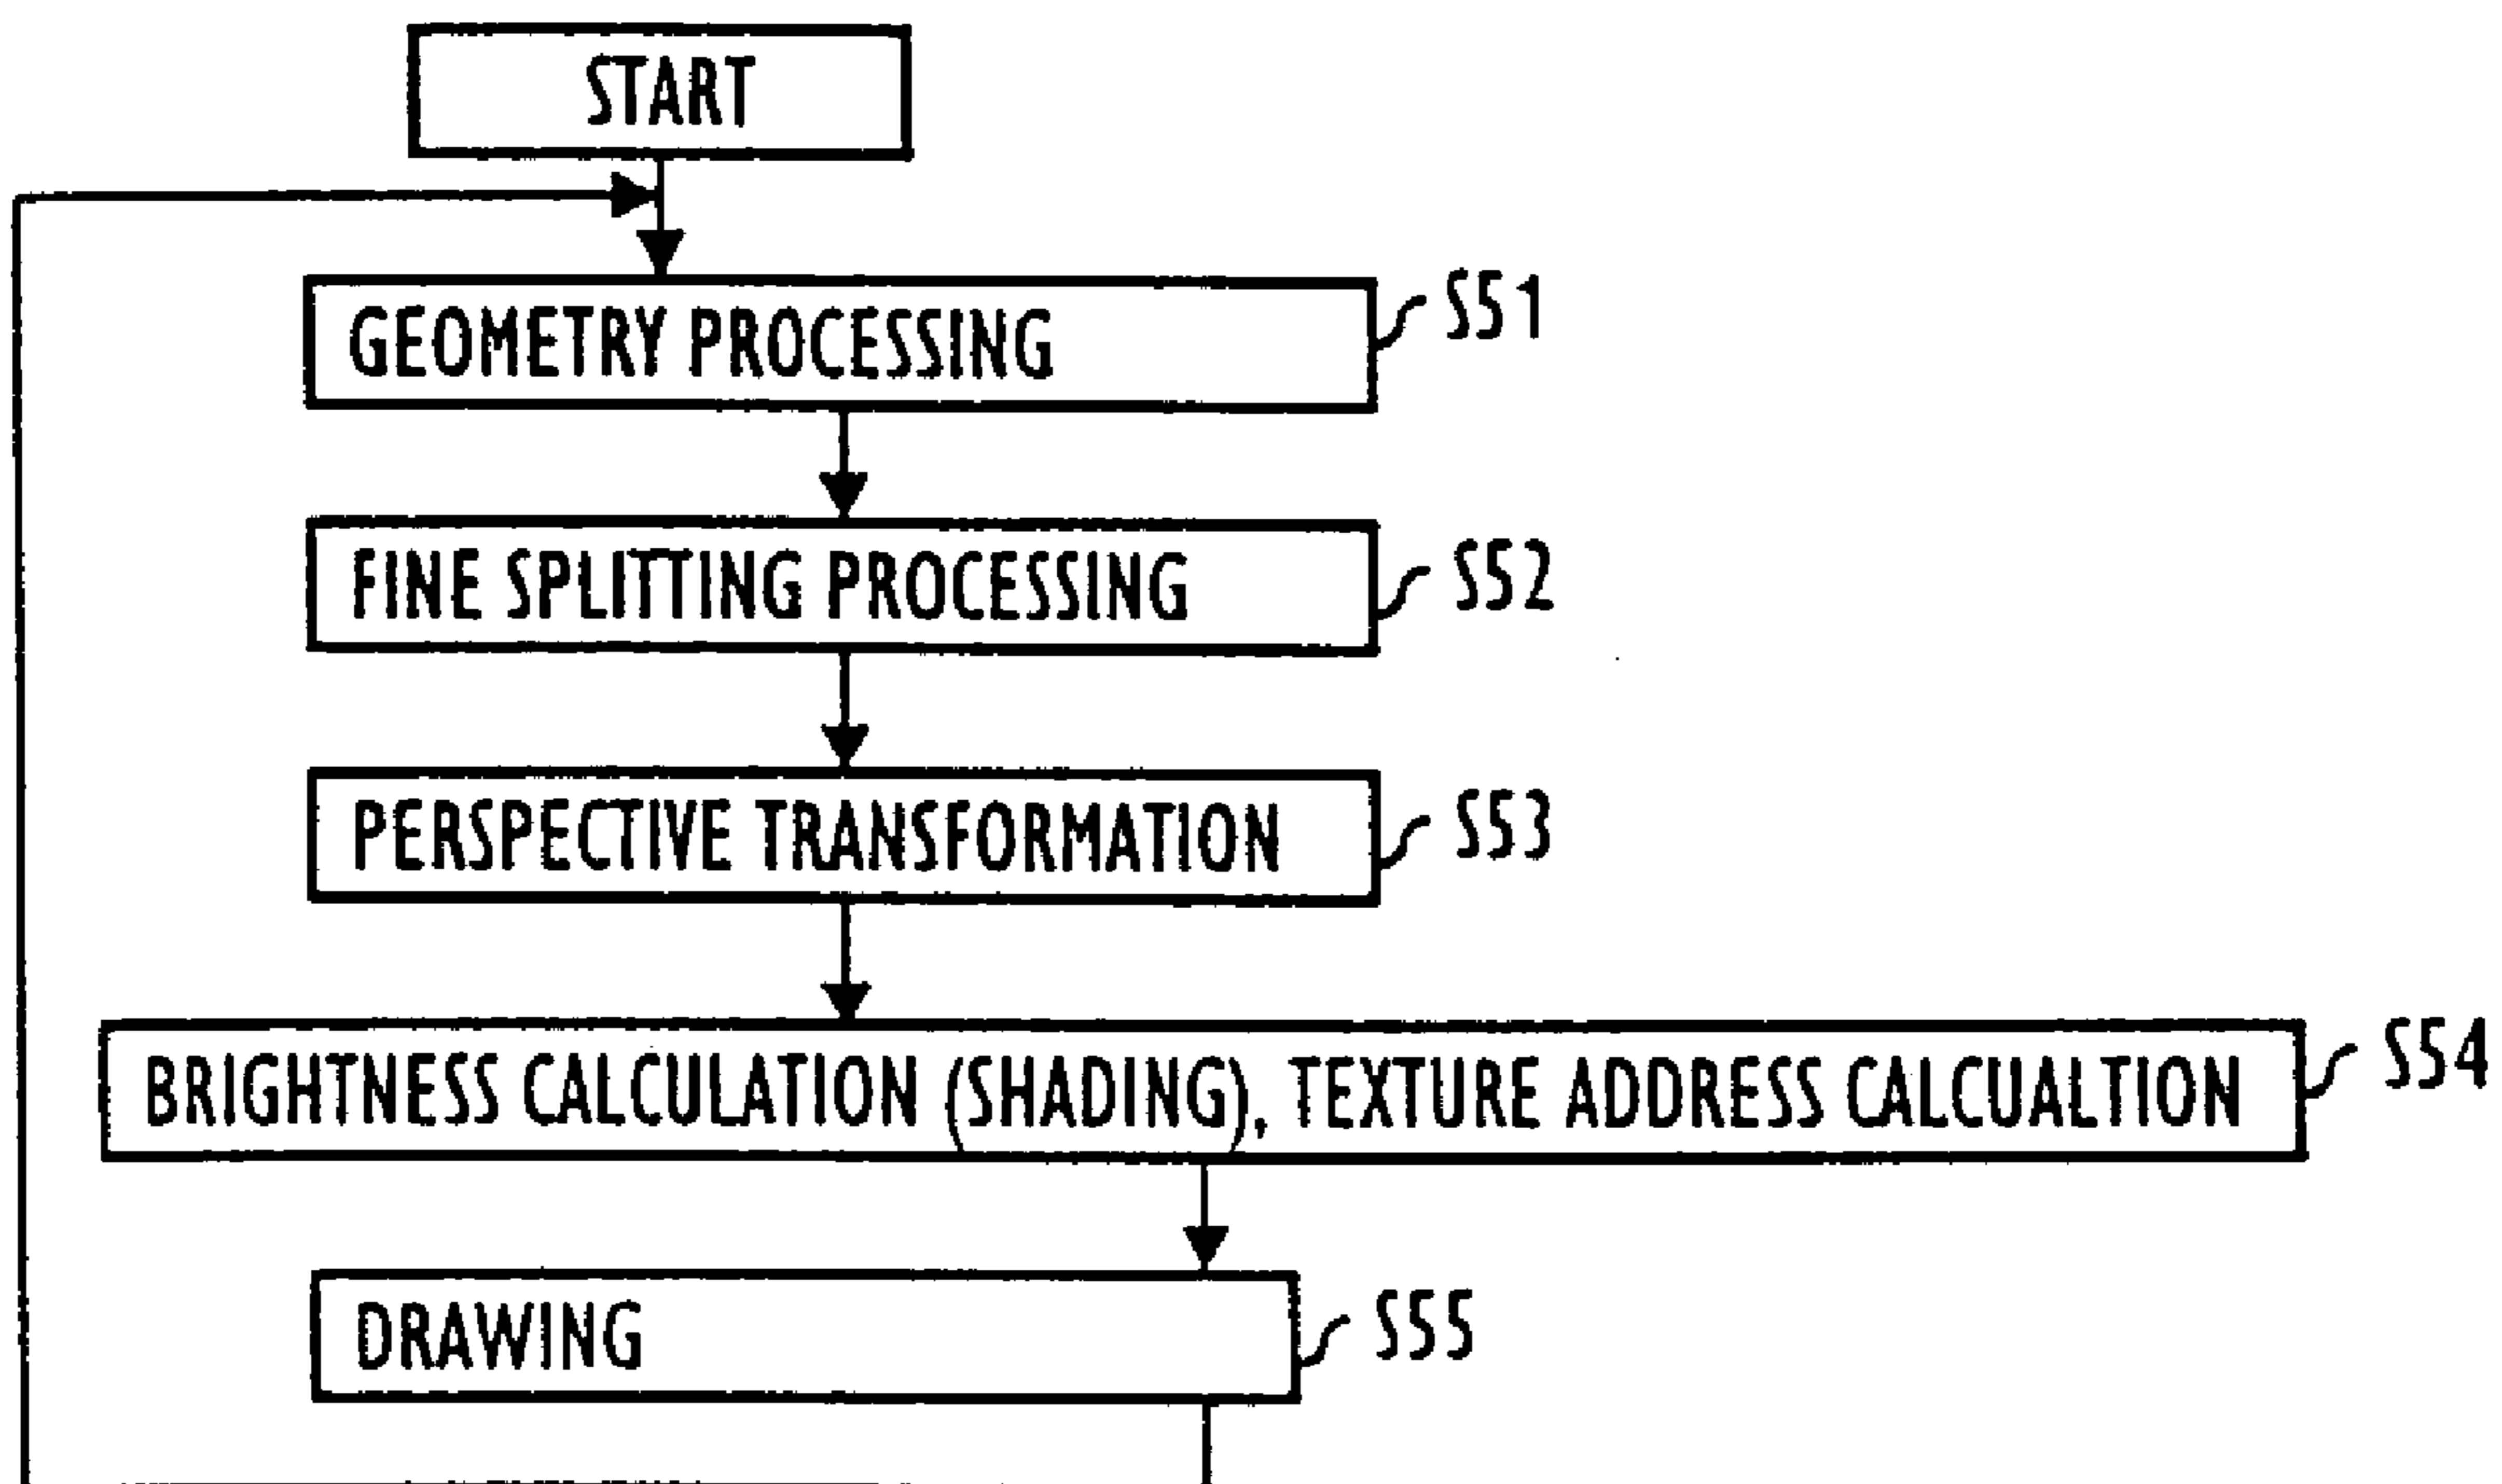 START
GEOMETRY PROCESSING
S51
FINE SPLITTING PROCESSING
S52
PERSPECTIVE TRANSFORMATION
S53
BRIGHTNESS CALCULATION (SHADING), TEXTURE ADDRESS CALCUALTION
S54
DRAWING
S55